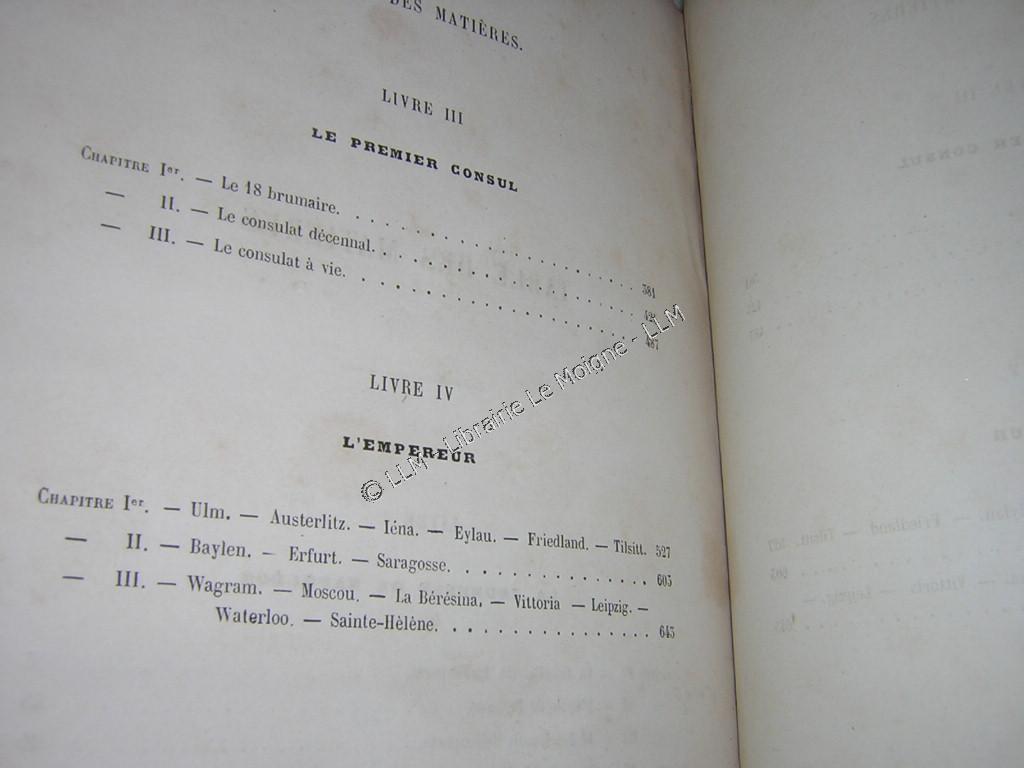 DES MATIÈRES.
LIVRE III
LE PREMIER CONSUL
CHAPITRE Ier. — Le 18 brumaire. . . . . . . . . . . . . . . . . 381
— II. — Le consulat décennal. . . . . . . . . . . . . . .
— III. — Le consulat à vie. . . . . . . . . . . . . . . . 487
LIVRE IV
L'EMPEREUR
CHAPITRE Ier. — Ulm. — Austerlitz. — Iéna. — Eylau. — Friedland. — Tilsitt. 527
— II. — Baylen. — Erfurt. — Saragosse. . . . . . . . . . . . . 605
— III. — Wagram. — Moscou. — La Bérésina. — Vittoria — Leipzig. —
Waterloo. — Sainte-Hélène. . . . . . . . . . . . . . 645
© LLM - Librairie Le Moigne - LLM